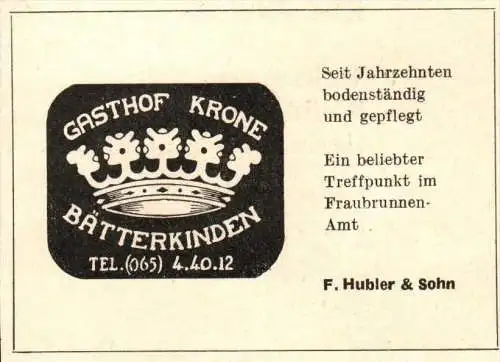 GASTHOF KRONE
BÄTTERKINDEN
TEL.(065) 4.40.12
Seit Jahrzehnten
bodenständig
und gepflegt
Ein beliebter
Treffpunkt im
Fraubrunnen-
Amt
F. Hubler & Sohn